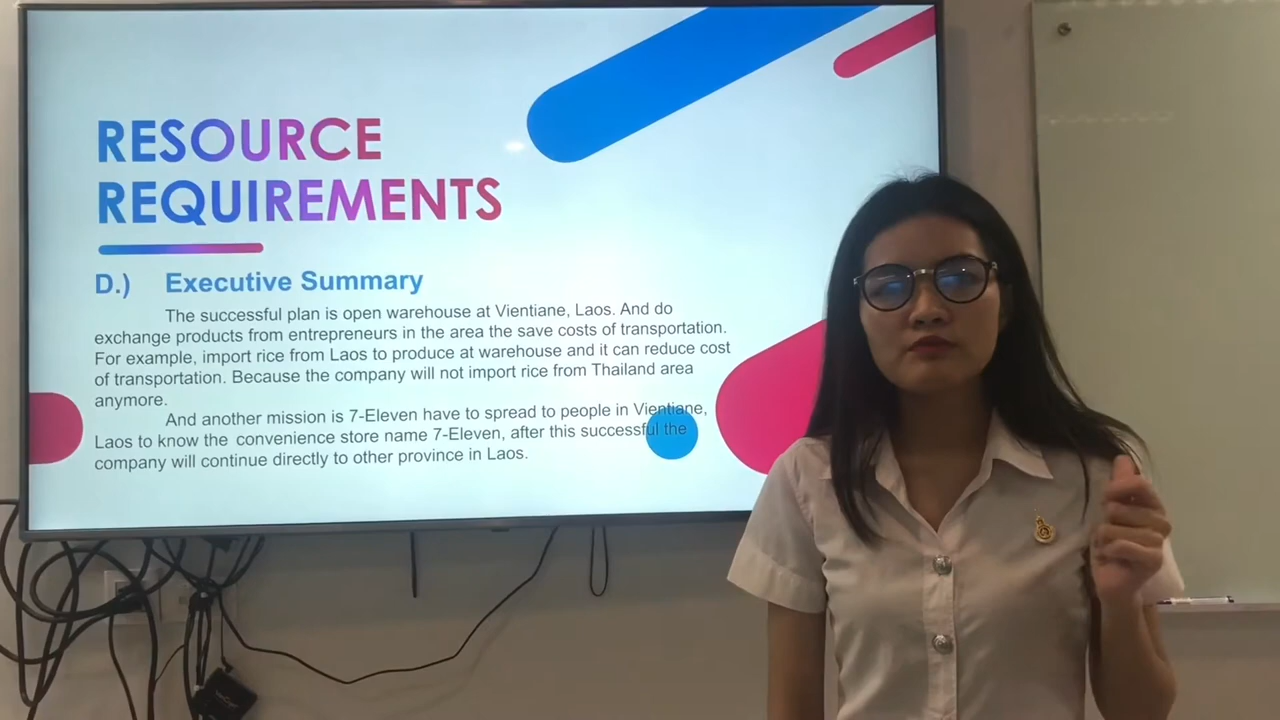 RESOURCE
REQUIREMENTS
D.) Executive Summary
The successful plan is open warehouse at Vientiane, Laos. And do
exchange products from entrepreneurs in the area the save costs of transportation.
For example, import rice from Laos to produce at warehouse and it can reduce cost
of transportation. Because the company will not import rice from Thailand area
anymore.
And another mission is 7-Eleven have to spread to people in Vientiane,
Laos to know the convenience store name 7-Eleven, after this successful the
company will continue directly to other province in Laos.